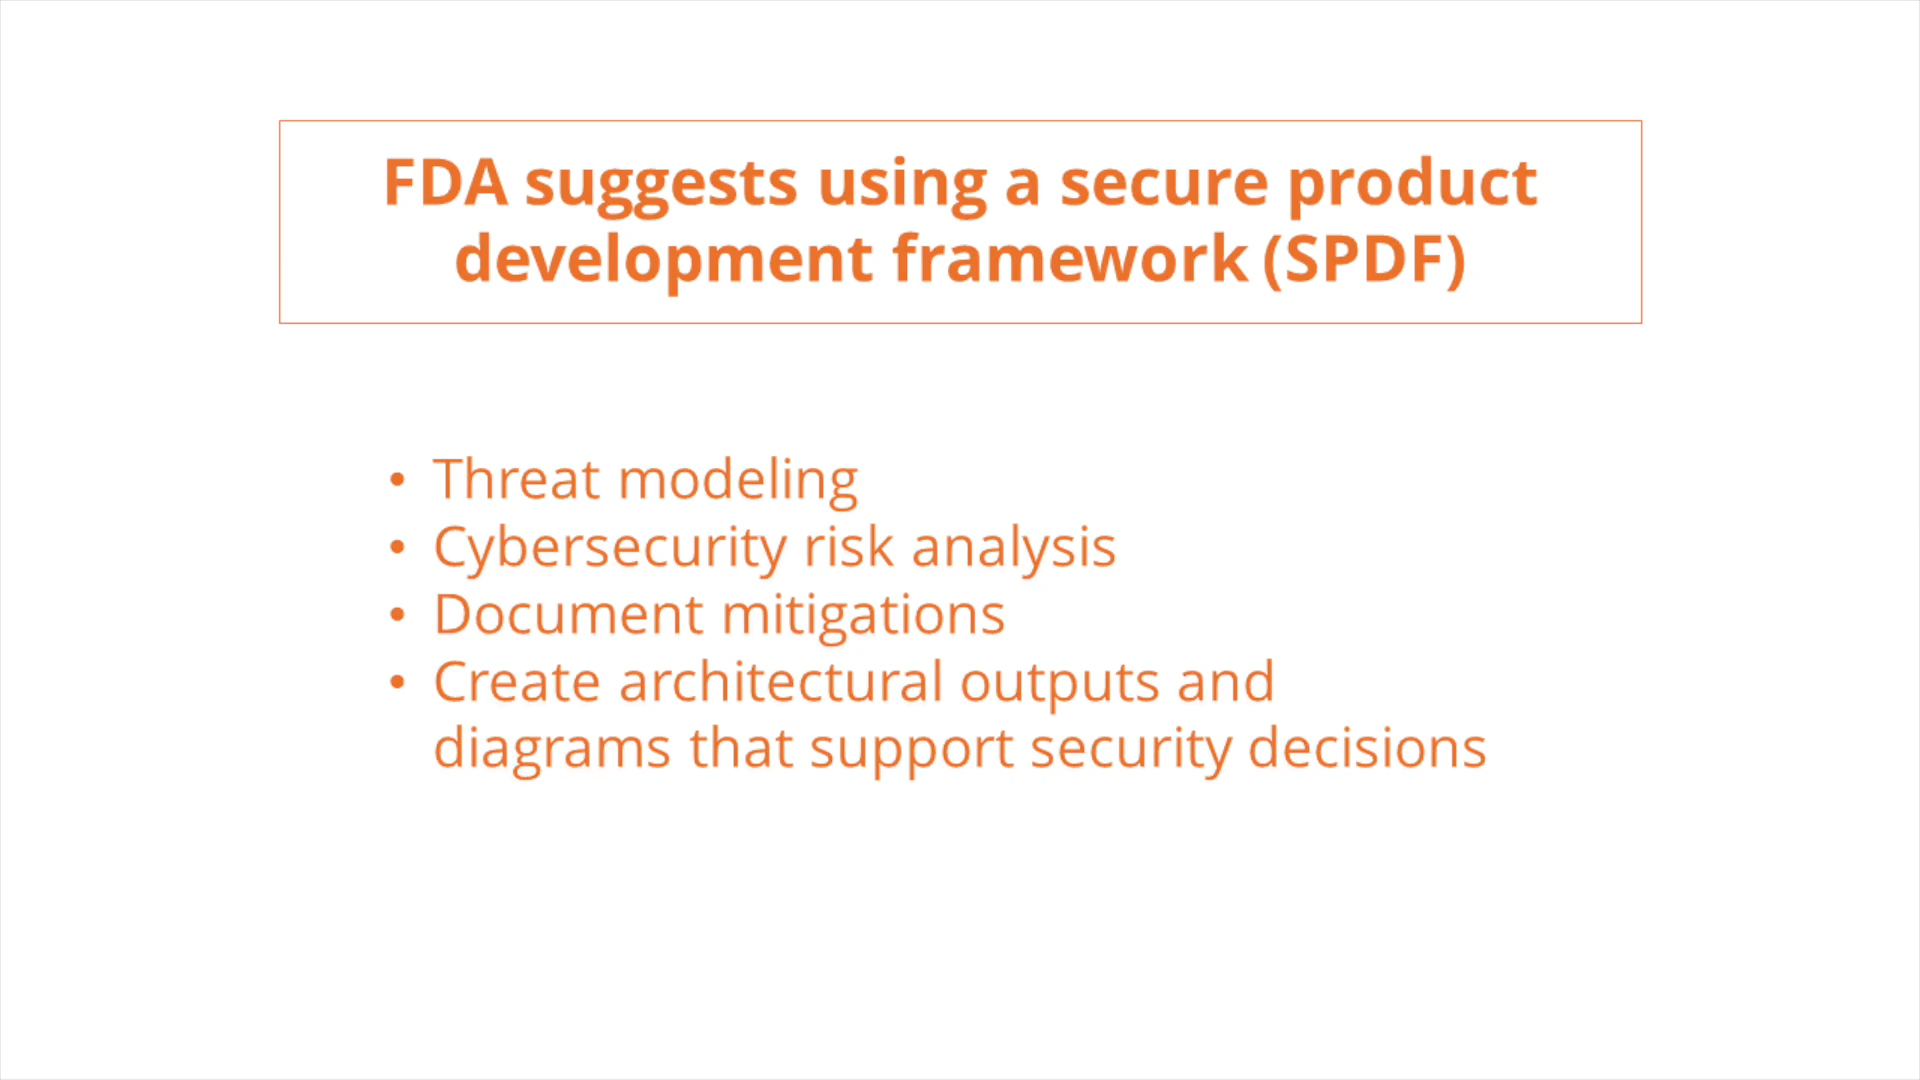 FDA suggests using a secure product
development framework (SPDF)
• Threat modeling
• Cybersecurity risk analysis
• Document mitigations
• Create architectural outputs and
diagrams that support security decisions